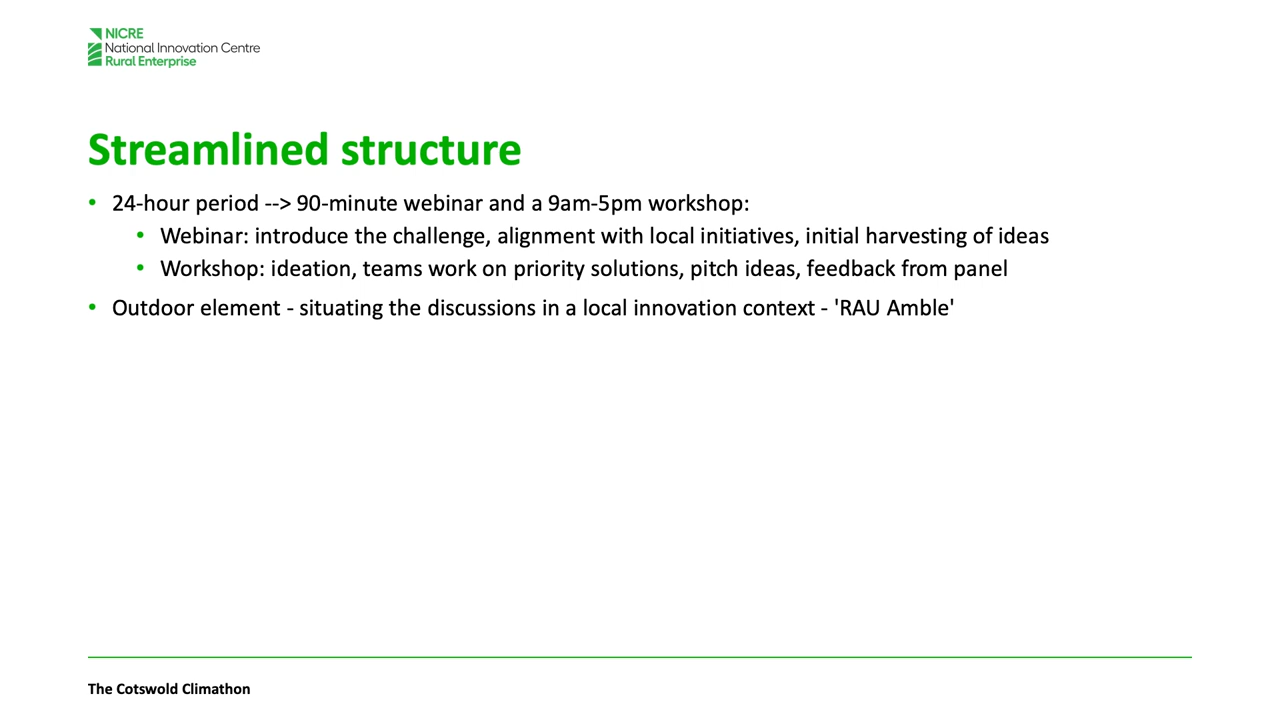 NICRE
National Innovation Centre
Rural Enterprise
Streamlined structure
• 24-hour period --> 90-minute webinar and a 9am-5pm workshop:
• Webinar: introduce the challenge, alignment with local initiatives, initial harvesting of ideas
• Workshop: ideation, teams work on priority solutions, pitch ideas, feedback from panel
• Outdoor element - situating the discussions in a local innovation context - 'RAU Amble'
The Cotswold Climathon